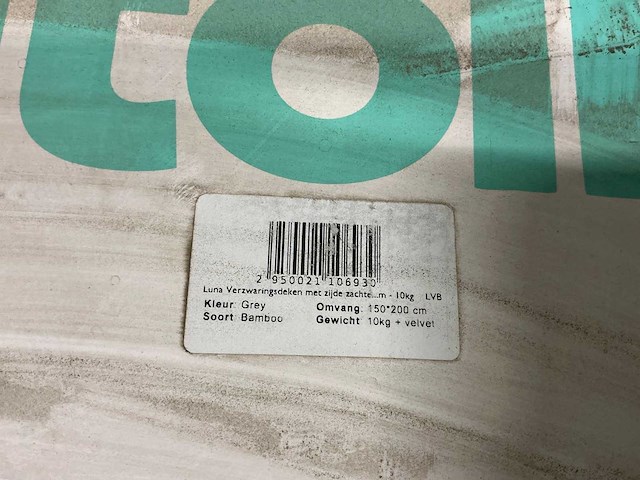 toll
2 950021 106930
Luna Verzwaringsdeken met zijde zachte...m - 10kg LVB
Kleur: Grey Omvang: 150*200 cm
Soort: Bamboo Gewicht: 10kg + velvet